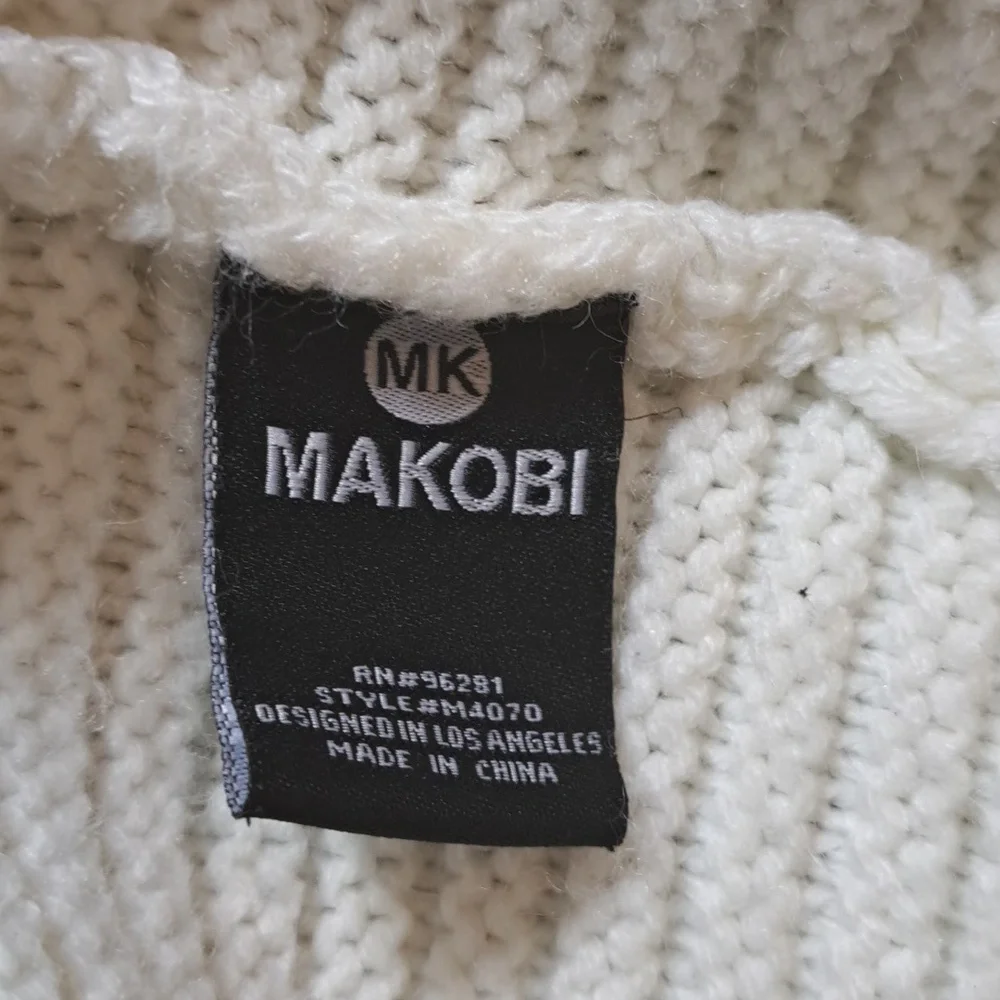 MK
MAKOBI
RN#96281
STYLE#M4070
DESIGNED IN LOS ANGELES
MADE IN CHINA